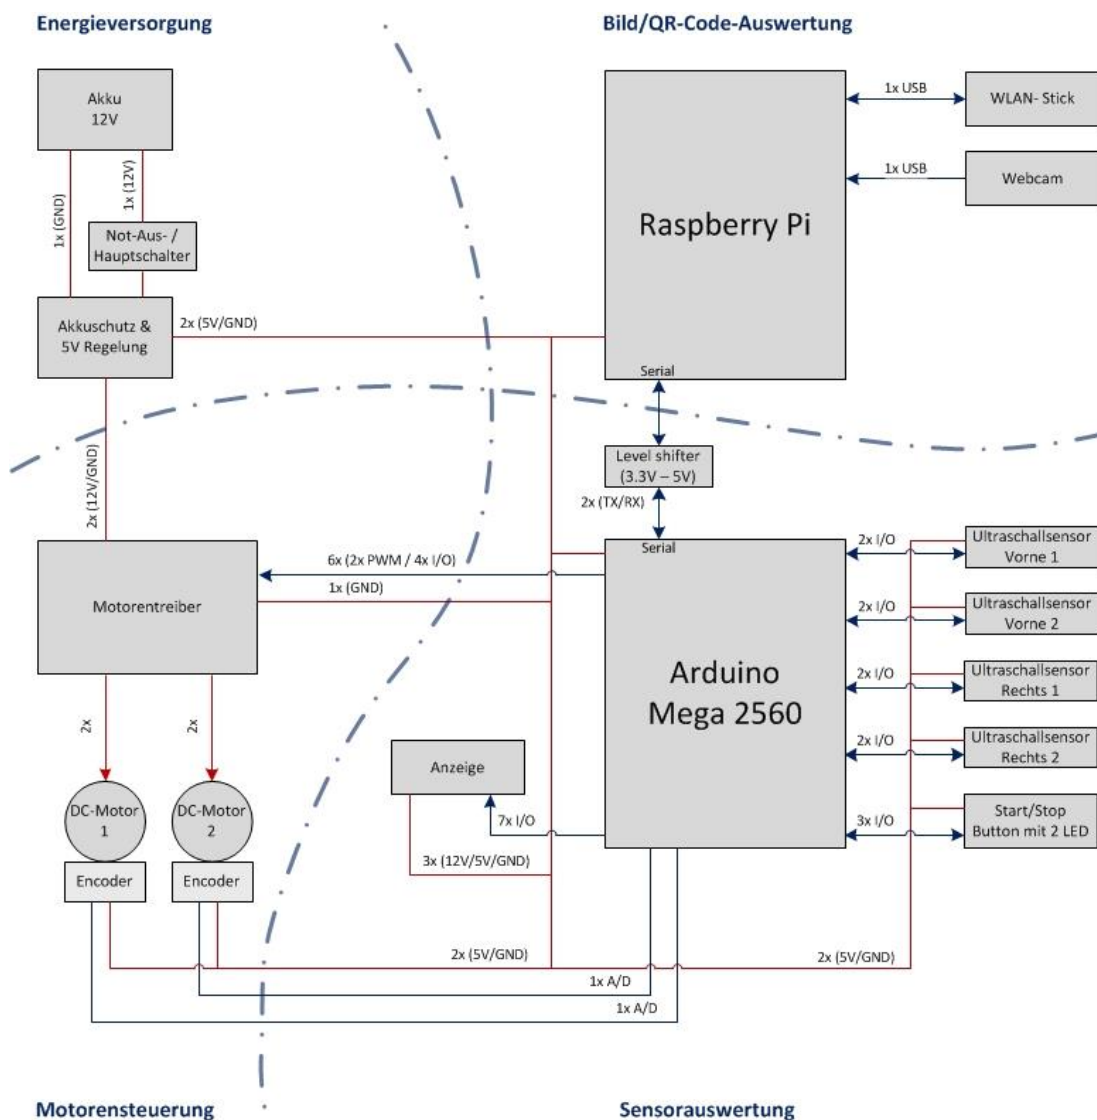 Energieversorgung
Bild/QR-Code-Auswertung
Akku
12V
1x (GND)
1x (12V)
Not-Aus- /
Hauptschalter
Akkuschutz &
5V Regelung
2x (5V/GND)
2x (12V/GND)
Raspberry Pi
Serial
1x USB
WLAN- Stick
1x USB
Webcam
Level shifter
(3.3V – 5V)
2x (TX/RX)
Motorentreiber
6x (2x PWM / 4x I/O)
1x (GND)
2x
2x
DC-Motor
1
DC-Motor
2
Encoder
Encoder
Serial
Arduino
Mega 2560
Anzeige
7x I/O
3x (12V/5V/GND)
2x I/O
Ultraschallsensor
Vorne 1
2x I/O
Ultraschallsensor
Vorne 2
2x I/O
Ultraschallsensor
Rechts 1
2x I/O
Ultraschallsensor
Rechts 2
3x I/O
Start/Stop
Button mit 2 LED
2x (5V/GND)
2x (5V/GND)
1x A/D
1x A/D
Motorensteuerung
Sensorauswertung